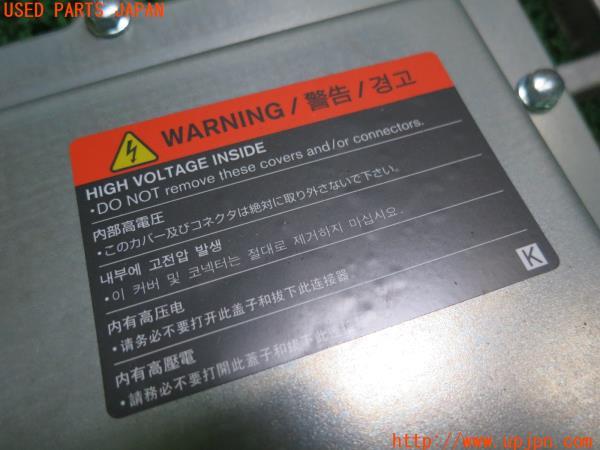 USED PARTS JAPAN
WARNING / 警告 / 경고
HIGH VOLTAGE INSIDE
・DO NOT remove these covers and/or connectors.
内部高電圧
・このカバー及びコネクタは絶対に取り外さないで下さい。
내부에 고전압 발생
・이 커버 및 코넥터는 절대로 제거하지 마십시오.
内有高压电
・请务必不要打开此盖子和拔下此连接器
内有高壓電
・請務必不要打開此蓋子和拔下此連
K
http://www.upjpn.com/